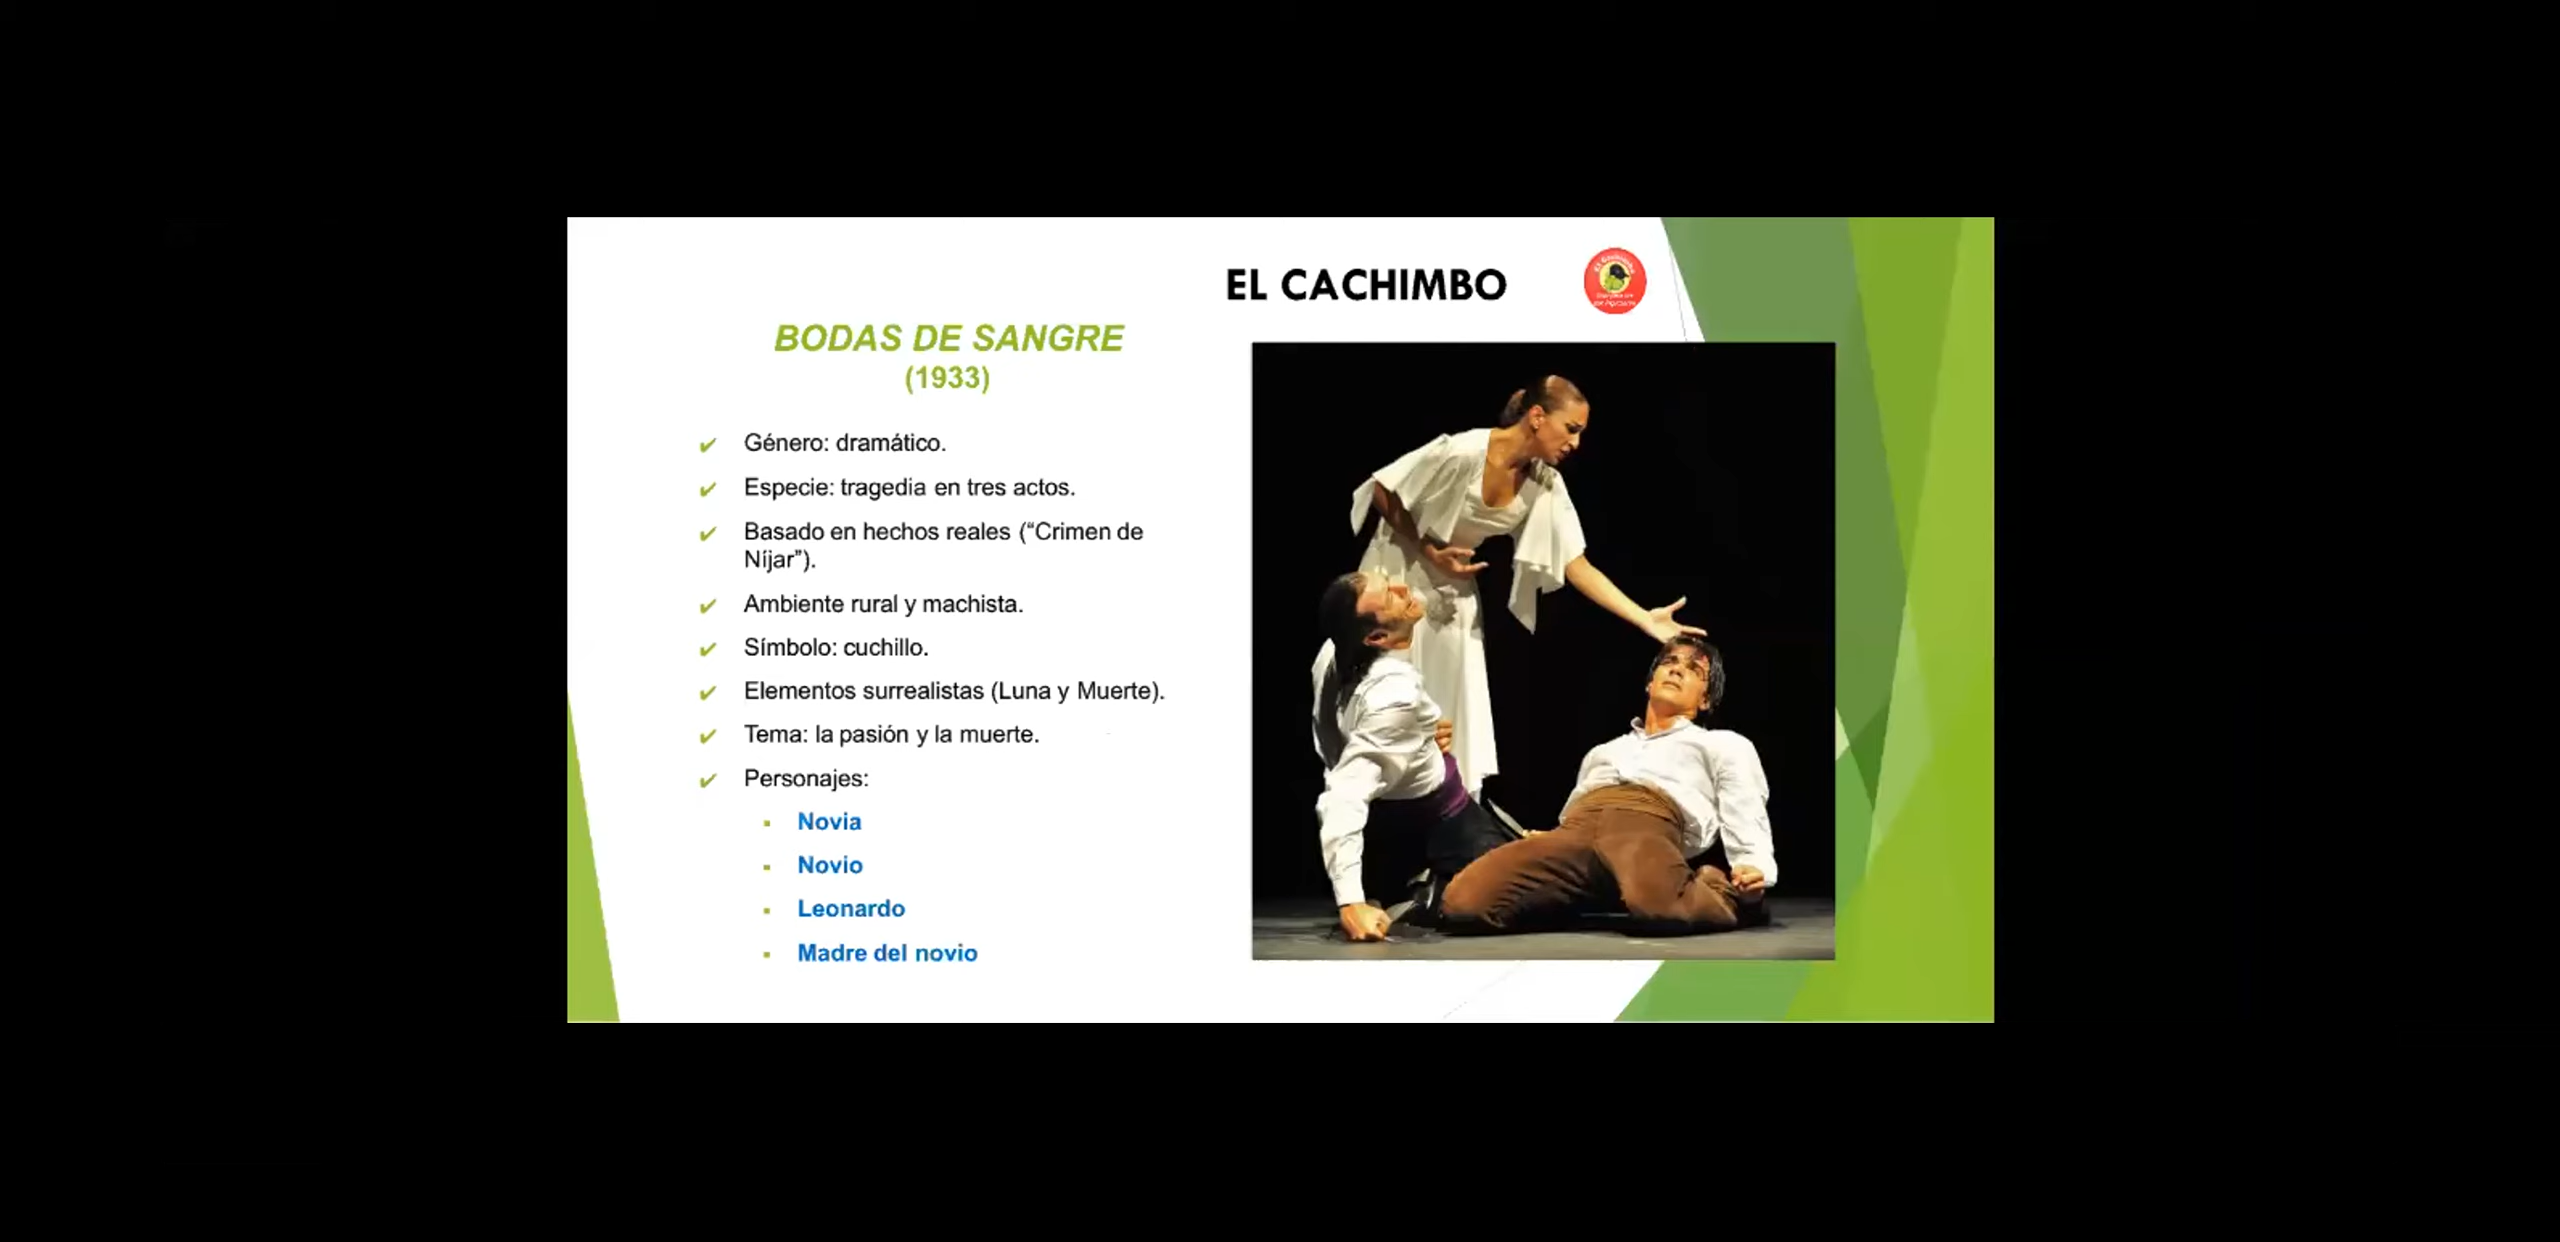 EL CACHIMBO
BODAS DE SANGRE
(1933)
✔ Género: dramático.
✔ Especie: tragedia en tres actos.
✔ Basado en hechos reales (“Crimen de
Níjar”).
✔ Ambiente rural y machista.
✔ Símbolo: cuchillo.
✔ Elementos surrealistas (Luna y Muerte).
✔ Tema: la pasión y la muerte.
✔ Personajes:
▪ Novia
▪ Novio
▪ Leonardo
▪ Madre del novio